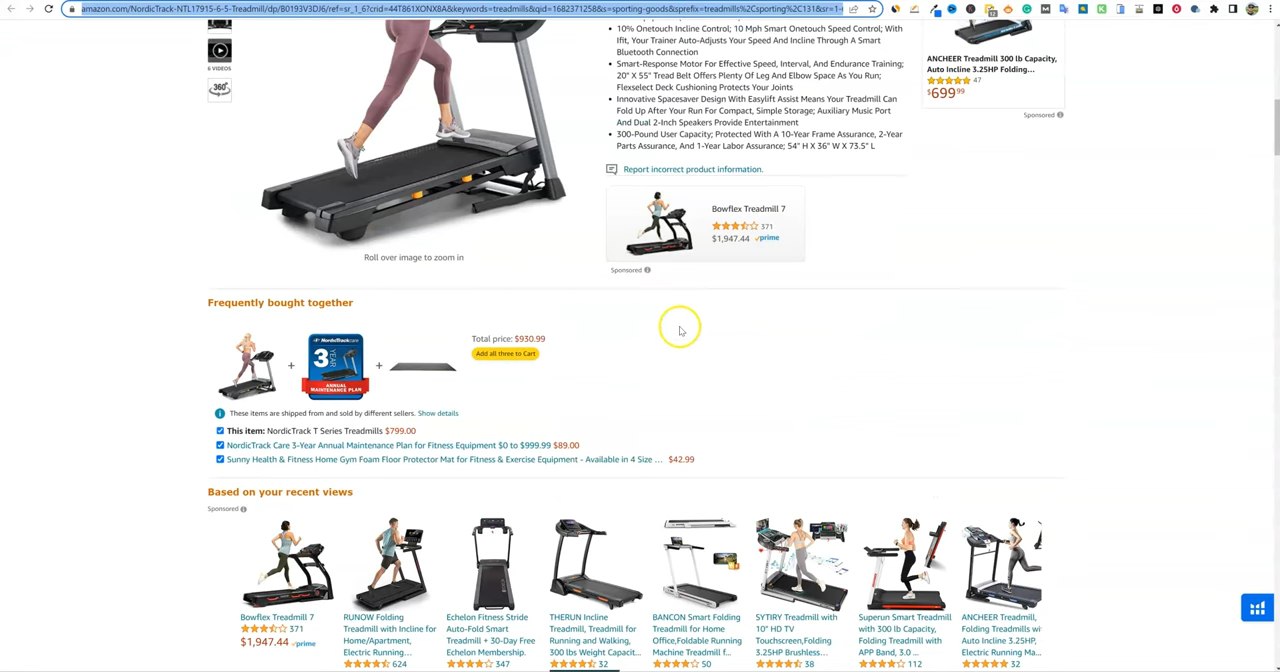 amazon.com/NordicTrack-NTL17915-6-5-Treadmill/dp/B0193V3DJ6/ref=sr_1_6?crid=44T861XONX8A&keywords=treadmills&qid=1682371258&s=sporting-goods&sprefix=treadmills%2Csporting%2C131&sr=1-6
6 VIDEOS
360°
Roll over image to zoom in
10% Onetouch Incline Control; 10 Mph Smart Onetouch Speed Control; With
Ifit, Your Trainer Auto-Adjusts Your Speed And Incline Through A Smart
Bluetooth Connection
Smart-Response Motor For Effective Speed, Interval, And Endurance Training;
20" X 55" Tread Belt Offers Plenty Of Leg And Elbow Space As You Run;
Flexselect Deck Cushioning Protects Your Joints
Innovative Spacesaver Design With Easylift Assist Means Your Treadmill Can
Fold Up After Your Run For Compact, Simple Storage; Auxiliary Music Port
And Dual 2-Inch Speakers Provide Entertainment
300-Pound User Capacity; Protected With A 10-Year Frame Assurance, 2-Year
Parts Assurance, And 1-Year Labor Assurance; 54" H X 36" W X 73.5" L
Report incorrect product information.
Bowflex Treadmill 7
371
$1,947.44 prime
Sponsored
ANCHEER Treadmill 300 lb Capacity,
Auto Incline 3.25HP Folding...
47
$699.99
Sponsored
Frequently bought together
NordicTrack
3 YEAR
ANNUAL
MAINTENANCE PLAN
Total price: $930.99
Add all three to Cart
These items are shipped from and sold by different sellers. Show details
This item: NordicTrack T Series Treadmills $799.00
NordicTrack Care 3-Year Annual Maintenance Plan for Fitness Equipment $0 to $999.99 $89.00
Sunny Health & Fitness Home Gym Foam Floor Protector Mat for Fitness & Exercise Equipment - Available in 4 Size ... $42.99
Based on your recent views
Sponsored
Bowflex Treadmill 7
371
$1,947.44 prime
RUNOW Folding
Treadmill with Incline for
Home/Apartment,
Electric Running...
624
Echelon Fitness Stride
Auto-Fold Smart
Treadmill + 30-Day Free
Echelon Membership.
347
THERUN Incline
Treadmill, Treadmill for
Running and Walking,
300 lbs Weight Capacit...
32
BANCON Smart Folding
Treadmill for Home
Office,Foldable Running
Treadmill f...
50
SYTIRY Treadmill with
10" HD TV
Touchscreen,Folding
3.25HP Brushless...
38
Superun Smart Treadmill
with 300 lb Capacity,
Folding Treadmill with
APP Band, 3.0 ...
112
ANCHEER,
Folding Treadmills wi
Auto Incline 3.25HP,
Electric Running Ma...
32